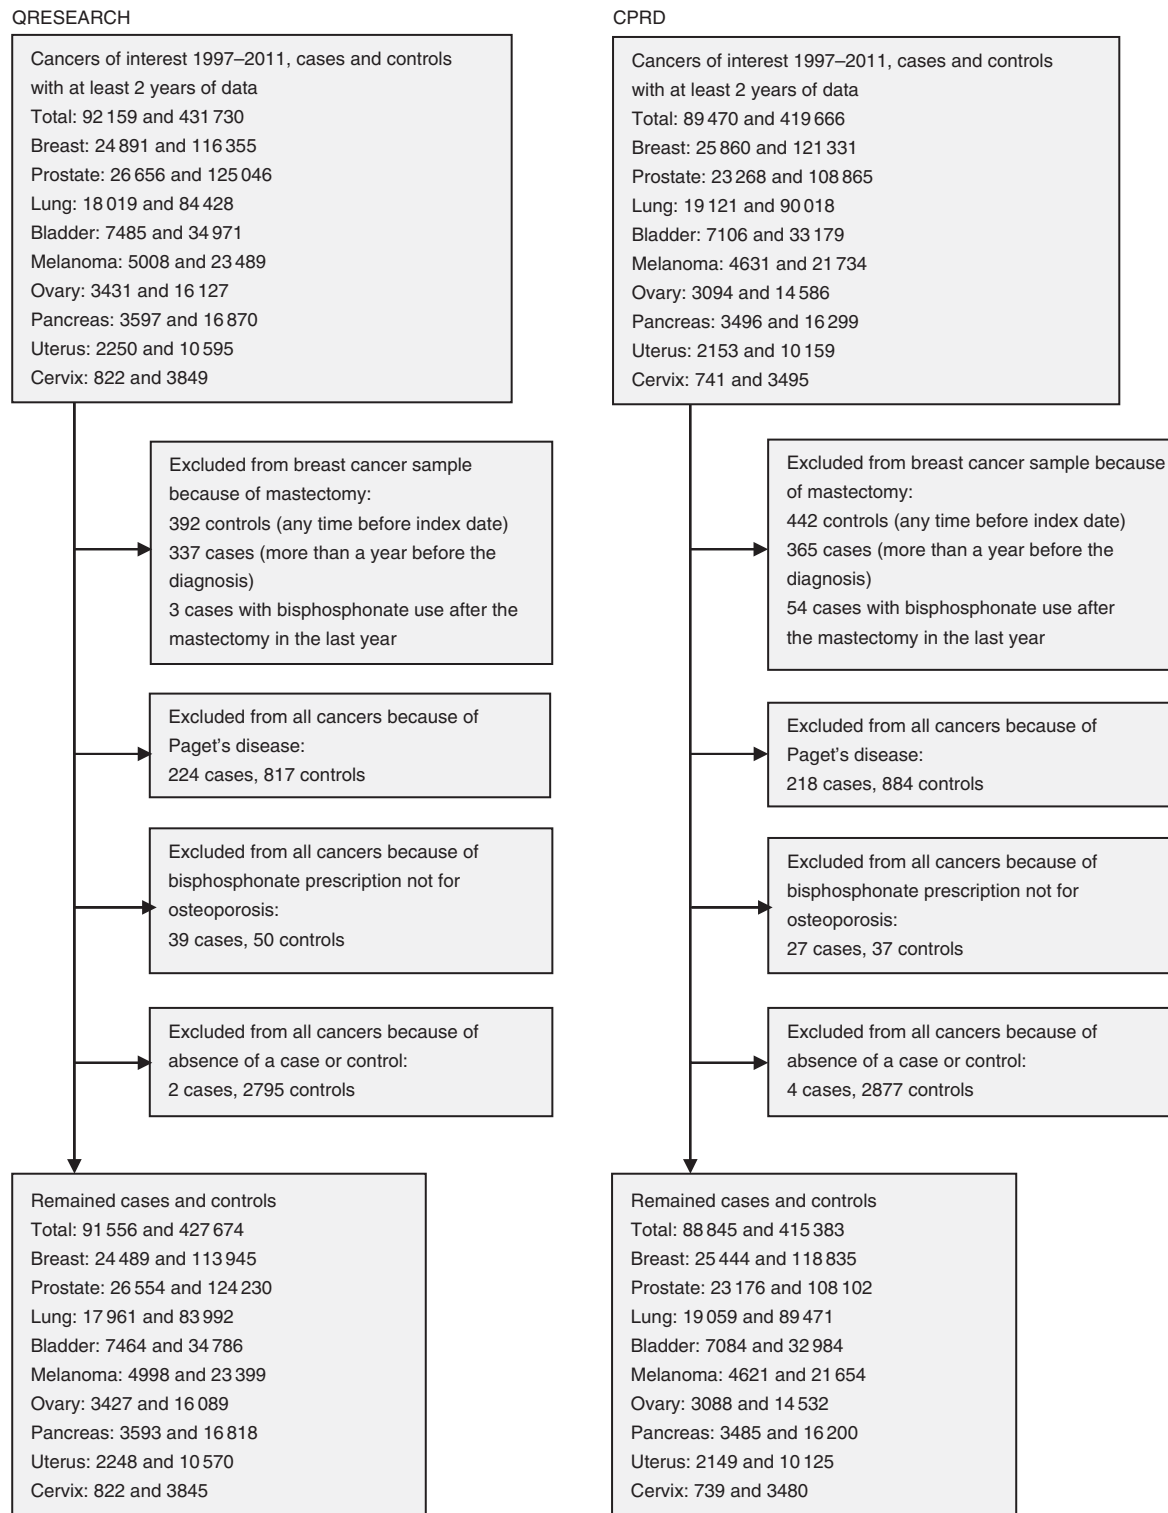 QRESEARCH
Cancers of interest 1997–2011, cases and controls
with at least 2 years of data
Total: 92 159 and 431 730
Breast: 24 891 and 116 355
Prostate: 26 656 and 125 046
Lung: 18 019 and 84 428
Bladder: 7485 and 34 971
Melanoma: 5008 and 23 489
Ovary: 3431 and 16 127
Pancreas: 3597 and 16 870
Uterus: 2250 and 10 595
Cervix: 822 and 3849
Excluded from breast cancer sample
because of mastectomy:
392 controls (any time before index date)
337 cases (more than a year before the
diagnosis)
3 cases with bisphosphonate use after the
mastectomy in the last year
Excluded from all cancers because of
Paget's disease:
224 cases, 817 controls
Excluded from all cancers because of
bisphosphonate prescription not for
osteoporosis:
39 cases, 50 controls
Excluded from all cancers because of
absence of a case or control:
2 cases, 2795 controls
Remained cases and controls
Total: 91 556 and 427 674
Breast: 24 489 and 113 945
Prostate: 26 554 and 124 230
Lung: 17 961 and 83 992
Bladder: 7464 and 34 786
Melanoma: 4998 and 23 399
Ovary: 3427 and 16 089
Pancreas: 3593 and 16 818
Uterus: 2248 and 10 570
Cervix: 822 and 3845
CPRD
Cancers of interest 1997–2011, cases and controls
with at least 2 years of data
Total: 89 470 and 419 666
Breast: 25 860 and 121 331
Prostate: 23 268 and 108 865
Lung: 19 121 and 90 018
Bladder: 7106 and 33 179
Melanoma: 4631 and 21 734
Ovary: 3094 and 14 586
Pancreas: 3496 and 16 299
Uterus: 2153 and 10 159
Cervix: 741 and 3495
Excluded from breast cancer sample because
of mastectomy:
442 controls (any time before index date)
365 cases (more than a year before the
diagnosis)
54 cases with bisphosphonate use after
the mastectomy in the last year
Excluded from all cancers because of
Paget's disease:
218 cases, 884 controls
Excluded from all cancers because of
bisphosphonate prescription not for
osteoporosis:
27 cases, 37 controls
Excluded from all cancers because of
absence of a case or control:
4 cases, 2877 controls
Remained cases and controls
Total: 88 845 and 415 383
Breast: 25 444 and 118 835
Prostate: 23 176 and 108 102
Lung: 19 059 and 89 471
Bladder: 7084 and 32 984
Melanoma: 4621 and 21 654
Ovary: 3088 and 14 532
Pancreas: 3485 and 16 200
Uterus: 2149 and 10 125
Cervix: 739 and 3480